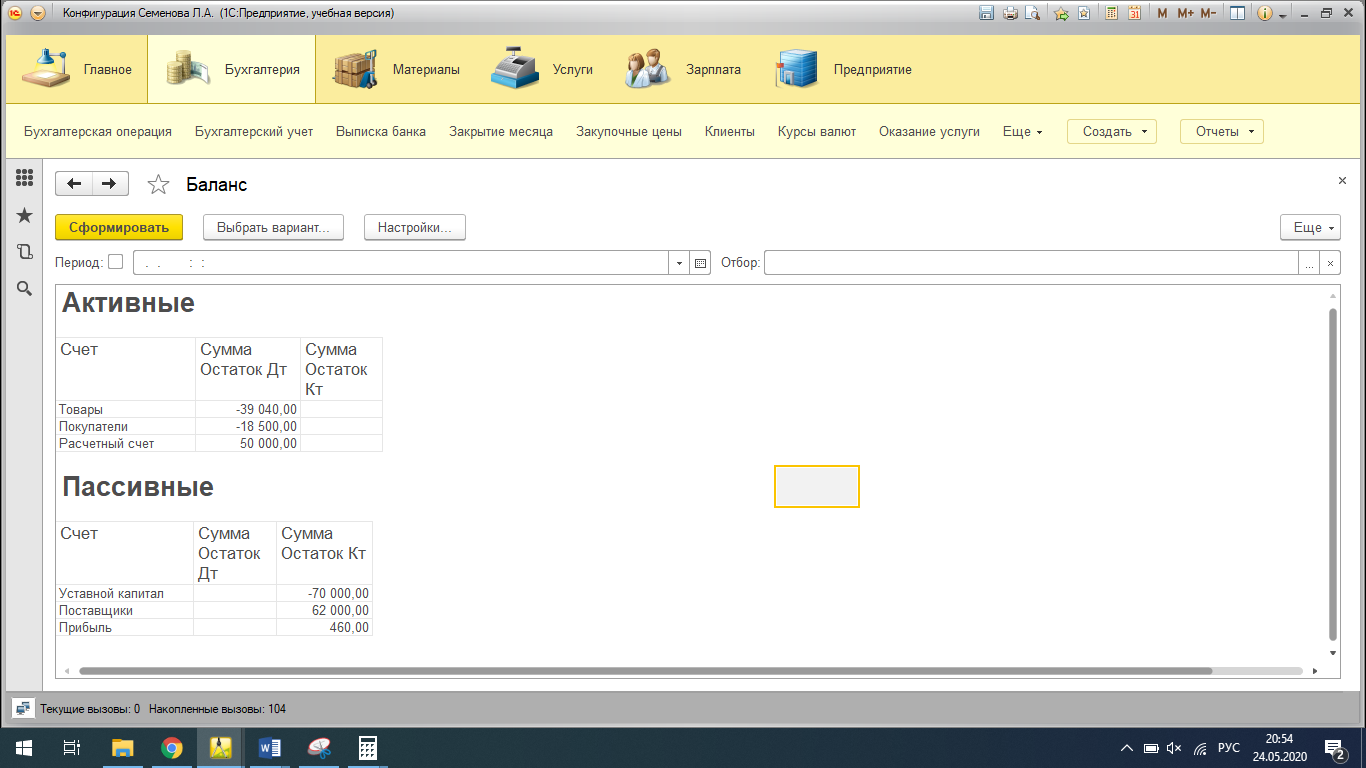 Конфигурация Семенова Л.А. (1С:Предприятие, учебная версия)
M M+ M-
Главное Бухгалтерия Материалы Услуги Зарплата Предприятие
Бухгалтерская операция Бухгалтерский учет Выписка банка Закрытие месяца Закупочные цены Клиенты Курсы валют Оказание услуги Еще Создать Отчеты
Баланс
Сформировать Выбрать вариант... Настройки... Еще
Период: . . : : Отбор: ...
Активные
Счет Сумма Остаток Дт Сумма Остаток Кт
Товары -39 040,00
Покупатели -18 500,00
Расчетный счет 50 000,00
Пассивные
Счет Сумма Остаток Дт Сумма Остаток Кт
Уставной капитал -70 000,00
Поставщики 62 000,00
Прибыль 460,00
Текущие вызовы: 0 Накопленные вызовы: 104
РУС 20:54
24.05.2020 2